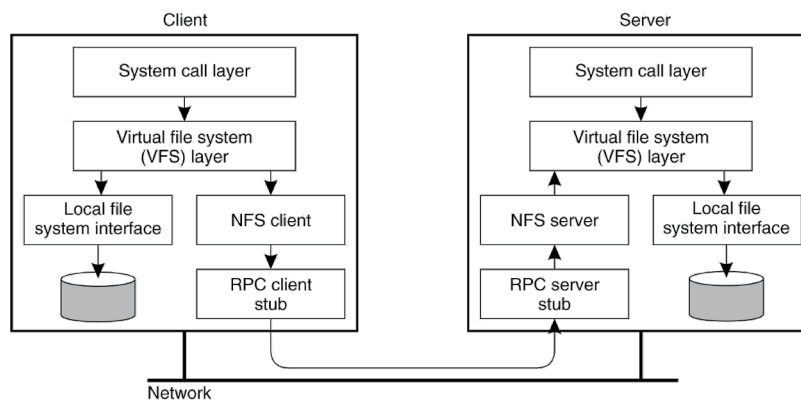 Client
System call layer
Virtual file system
(VFS) layer
Local file
system interface
NFS client
RPC client
stub
Server
System call layer
Virtual file system
(VFS) layer
NFS server
Local file
system interface
RPC server
stub
Network